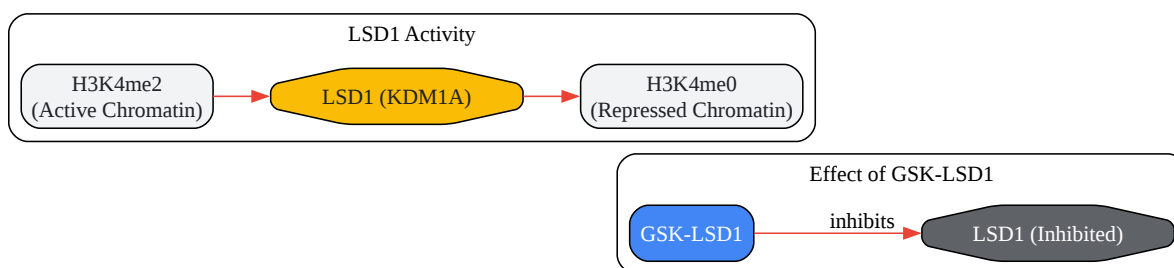 LSD1 Activity
H3K4me2
(Active Chromatin)
LSD1 (KDM1A)
H3K4me0
(Repressed Chromatin)
Effect of GSK-LSD1
GSK-LSD1
inhibits
LSD1 (Inhibited)